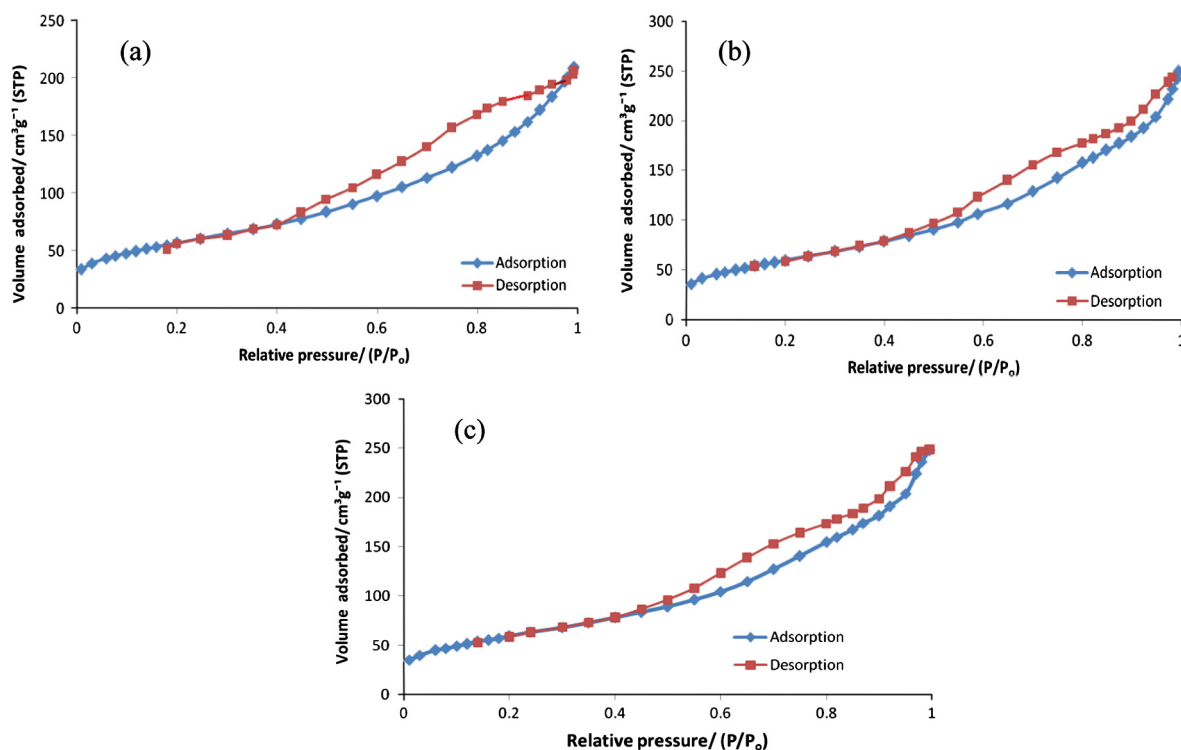 (a)
Volume adsorbed/ cm³g⁻¹ (STP)
250
200
150
100
50
0
0 0.2 0.4 0.6 0.8 1
Relative pressure/ (P/Pₒ)
Adsorption
Desorption
(b)
Volume adsorbed/ cm³g⁻¹ (STP)
300
250
200
150
100
50
0
0 0.2 0.4 0.6 0.8 1
Relative pressure/ (P/Pₒ)
Adsorption
Desorption
(c)
Volume adsorbed/ cm³g⁻¹ (STP)
300
250
200
150
100
50
0
0 0.2 0.4 0.6 0.8 1
Relative pressure/ (P/Pₒ)
Adsorption
Desorption